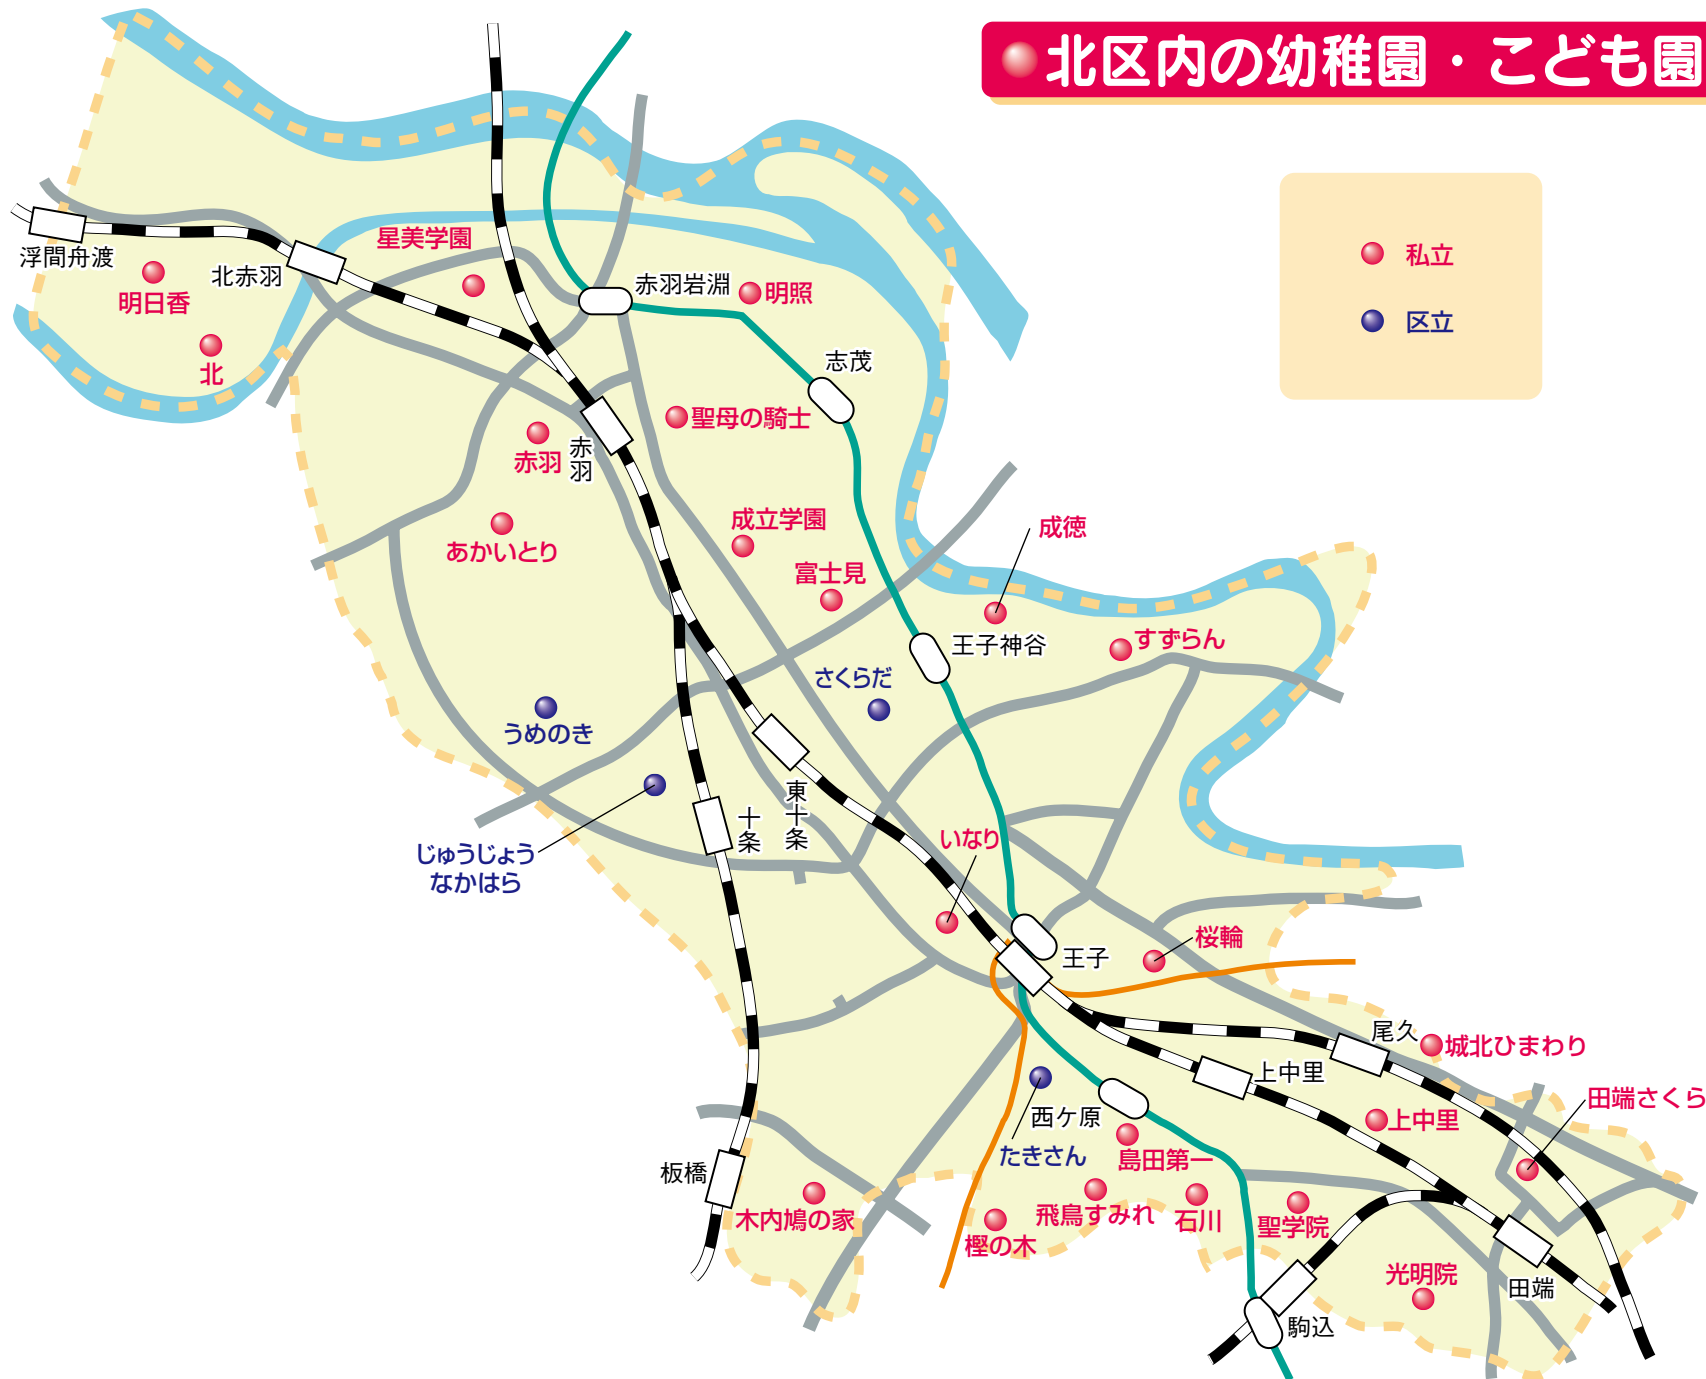 北区内の幼稚園・こども園
私立
区立
浮間舟渡
明日香
北
北赤羽
星美学園
赤羽岩淵
明照
志茂
聖母の騎士
赤羽
赤羽
あかいとり
成立学園
富士見
成徳
王子神谷
すずらん
さくらだ
うめのき
じゅうじょう
なかはら
十条
東十条
いなり
王子
桜輪
尾久
城北ひまわり
上中里
田端さくら
上中里
西ケ原
たきさん
島田第一
板橋
木内鳩の家
飛鳥すみれ
石川
聖学院
樫の木
光明院
田端
駒込